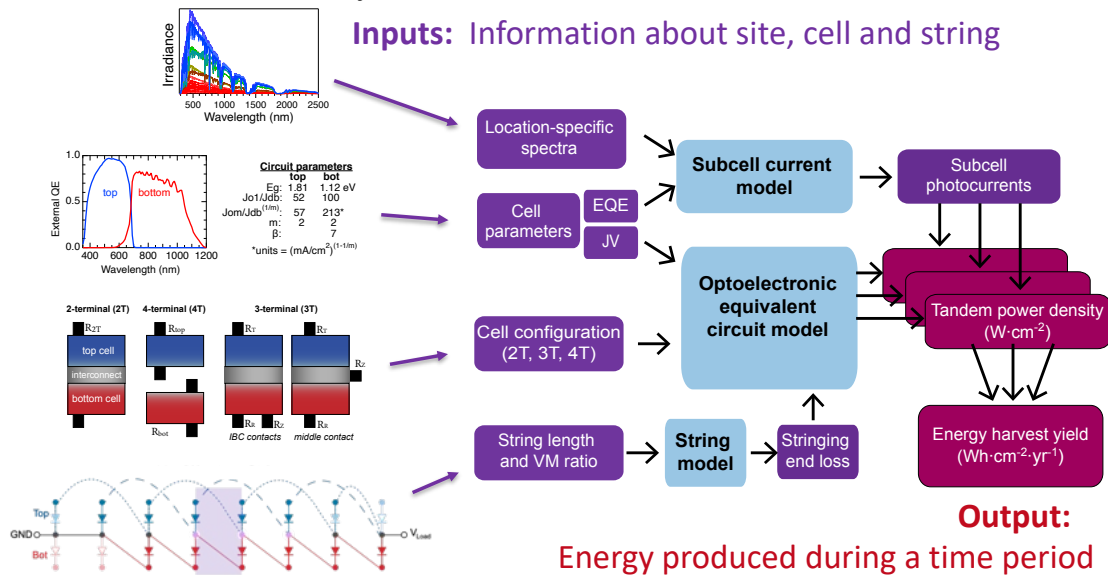 Inputs: Information about site, cell and string
Irradiance
500 1000 1500 2000 2500
Wavelength (nm)
Location-specific
spectra
Subcell current
model
Subcell
photocurrents
External QE
1.0
0.5
0.0
top
bottom
400 600 800 1000 1200
Wavelength (nm)
Circuit parameters
top bot
Eg: 1.81 1.12 eV
Jo1/Jdb: 52 100
Jom/Jdb(1/m): 57 213*
m: 2 2
β: 7
*units = (mA/cm2)(1-1/m)
Cell
parameters
EQE
JV
Optoelectronic
equivalent
circuit model
Tandem power density
(W·cm-2)
2-terminal (2T) 4-terminal (4T) 3-terminal (3T)
R2T
Rtop
RT
RT
top cell
interconnect
bottom cell
RZ
Rbot
RR
RZ
RR
IBC contacts
middle contact
Cell configuration
(2T, 3T, 4T)
String length
and VM ratio
String
model
Stringing
end loss
Energy harvest yield
(Wh·cm-2·yr-1)
Top
GND
Bot
VLoad
Output:
Energy produced during a time period